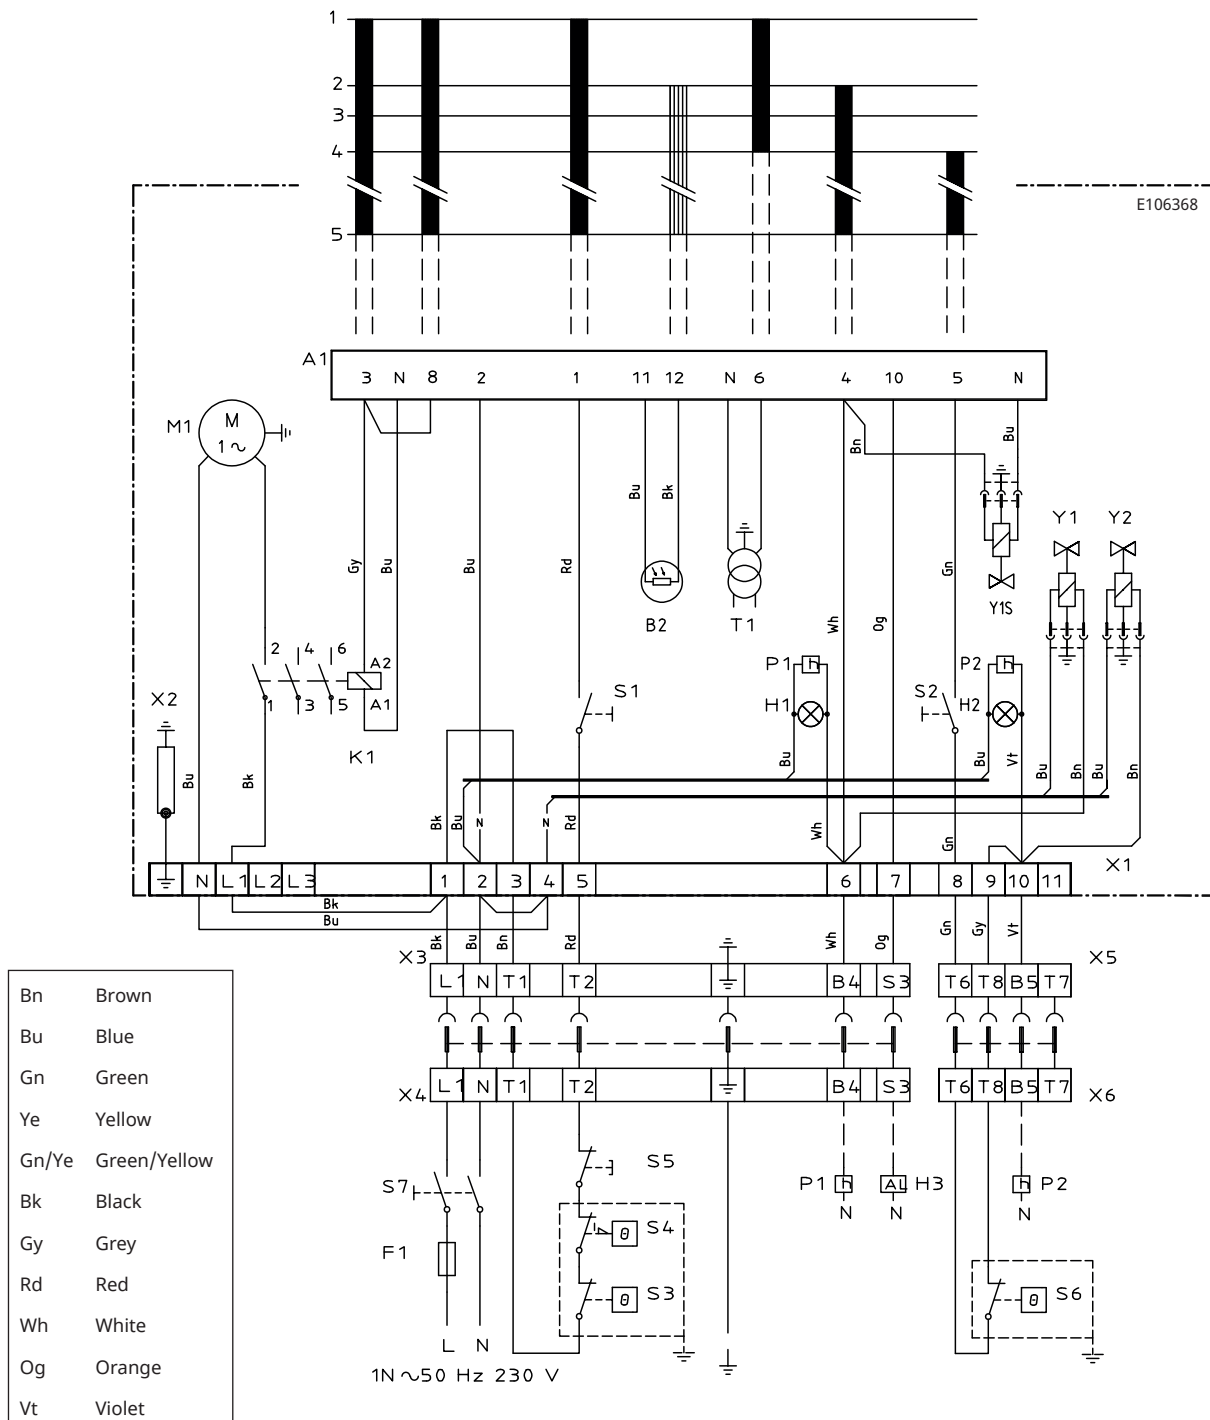 1
2
3
4
5
E106368
A1
3 N 8 2 1 11 12 N 6 4 10 5 N
M1
M
1 ~
Bu
Bn
Bu Bk
Gy Bu Bu Rd Gn
Wh Og
Y1 Y2
Y1S
B2 T1
2 4 6
A2
A1
1 3 5
K1
X2
S1
P1 h
H1
S2
P2 h
H2
Bu Bk
Bu Bu Vt Bu Bn Bu Bn
Bk Bu N N Rd Wh Gn
N L1 L2 L3 1 2 3 4 5 6 7 8 9 10 11
X1
Bk
Bu
Bk Bu Bn Rd Wh Og Gn Gy Vt
X3 L1 N T1 T2 B4 S3 T6 T8 B5 T7 X5
X4 L1 N T1 T2 B4 S3 T6 T8 B5 T7 X6
S7
S5
P1 h AL H3 h P2
N N N
F1
θ S4
θ S3
θ S6
L N
1N ~50 Hz 230 V
Bn Brown
Bu Blue
Gn Green
Ye Yellow
Gn/Ye Green/Yellow
Bk Black
Gy Grey
Rd Red
Wh White
Og Orange
Vt Violet